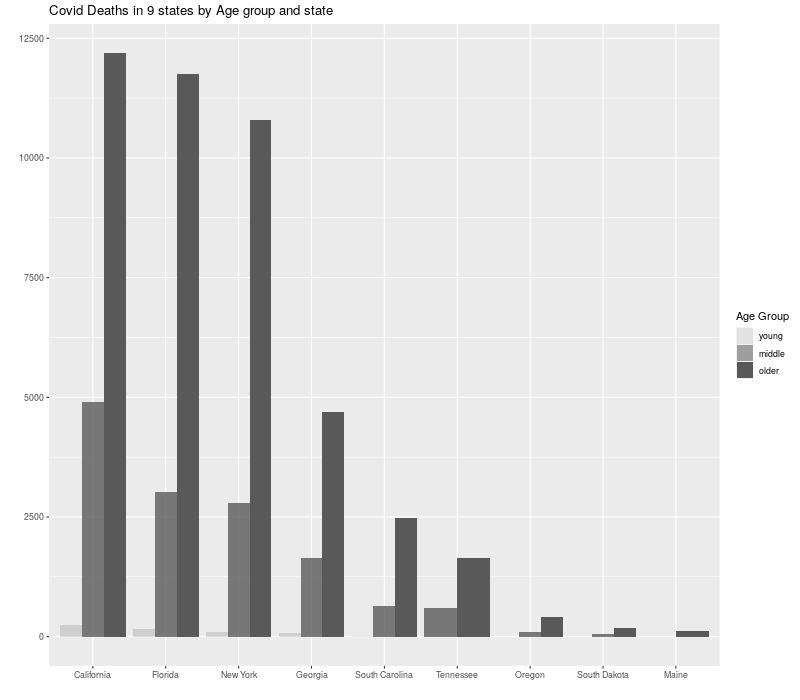 Covid Deaths in 9 states by Age group and state
12500
10000
7500
5000
2500
0
California Florida New York Georgia South Carolina Tennessee Oregon South Dakota Maine
Age Group
young
middle
older